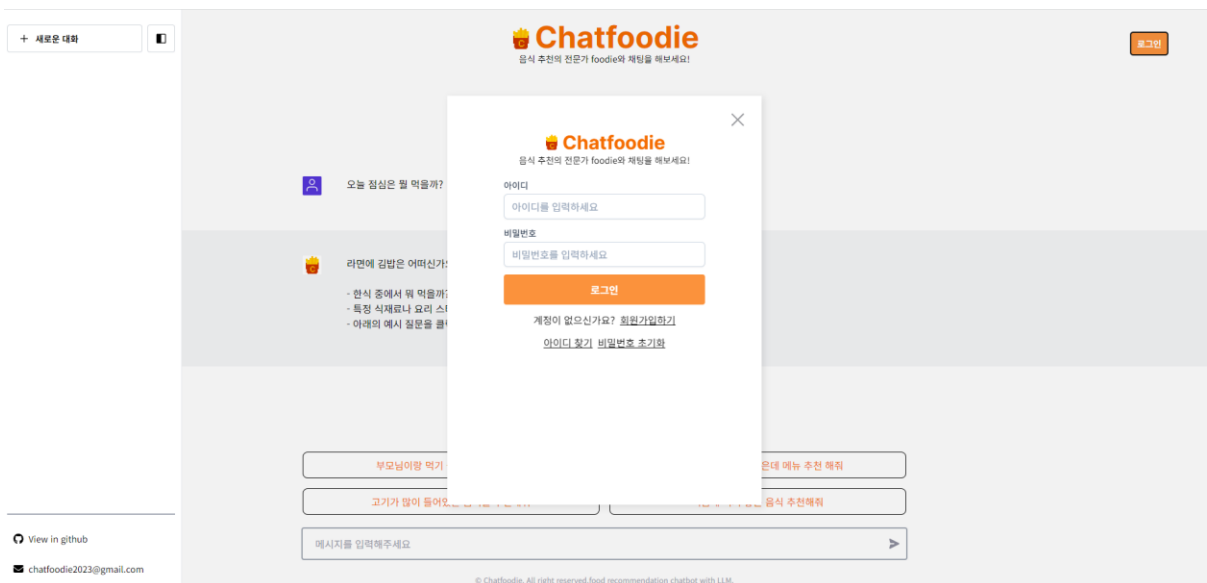 + 새로운 대화
Chatfoodie
음식 추천의 전문가 foodie와 채팅을 해보세요!
로그인
Chatfoodie
음식 추천의 전문가 foodie와 채팅을 해보세요!
아이디
아이디를 입력하세요
비밀번호
비밀번호를 입력하세요
로그인
계정이 없으신가요? 회원가입하기
아이디 찾기 비밀번호 초기화
오늘 점심은 뭘 먹을까?
라면에 김밥은 어떠신가
- 한식 중에서 뭐 먹을까?
- 특정 식재료나 요리
- 아래의 예시 질문을
부모님이랑 먹기
메뉴 추천 해줘
고기가 많이
음식 추천해줘
메시지를 입력해주세요
View in github
chatfoodie2023@gmail.com
© Chatfoodie. All right reserved.food recommendation chatbot with LLM.